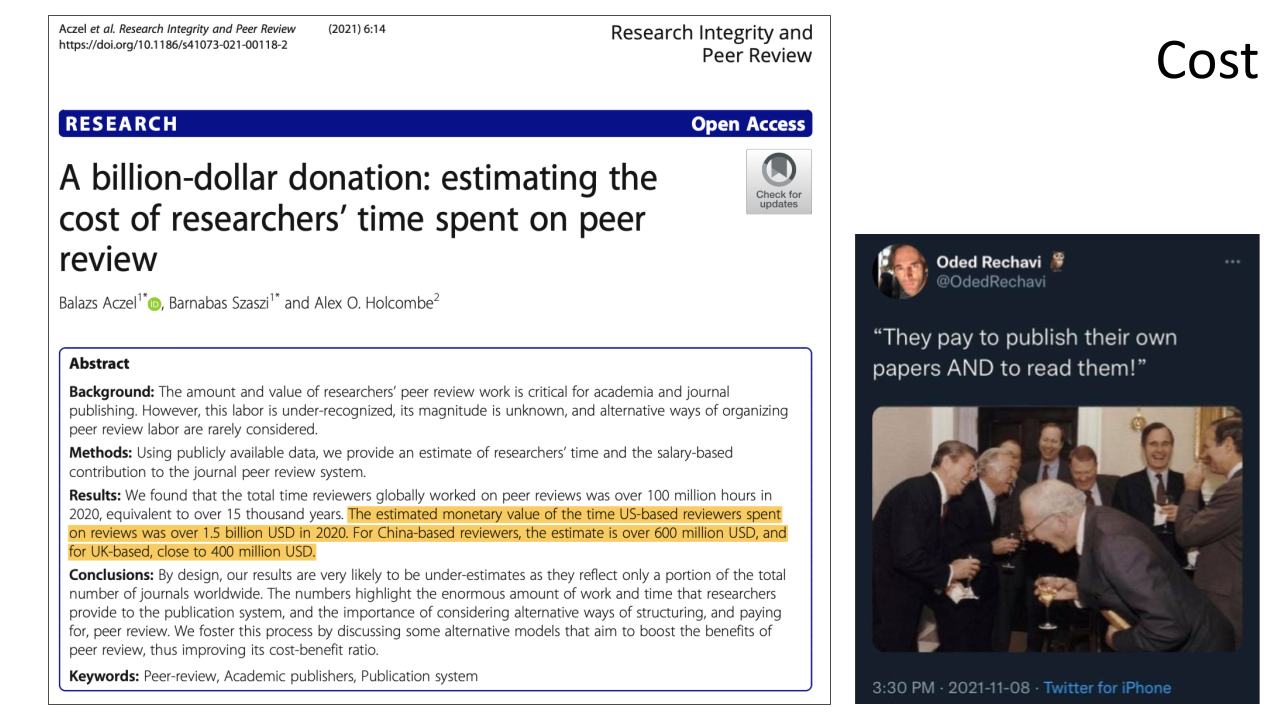 Aczel et al. Research Integrity and Peer Review (2021) 6:14
https://doi.org/10.1186/s41073-021-00118-2
Research Integrity and
Peer Review
Cost
RESEARCH
Open Access
A billion-dollar donation: estimating the
cost of researchers’ time spent on peer
review
Check for
updates
Balazs Aczel1* iD, Barnabas Szaszi1* and Alex O. Holcombe2
Abstract
Background: The amount and value of researchers’ peer review work is critical for academia and journal
publishing. However, this labor is under-recognized, its magnitude is unknown, and alternative ways of organizing
peer review labor are rarely considered.
Methods: Using publicly available data, we provide an estimate of researchers’ time and the salary-based
contribution to the journal peer review system.
Results: We found that the total time reviewers globally worked on peer reviews was over 100 million hours in
2020, equivalent to over 15 thousand years. The estimated monetary value of the time US-based reviewers spent
on reviews was over 1.5 billion USD in 2020. For China-based reviewers, the estimate is over 600 million USD, and
for UK-based, close to 400 million USD.
Conclusions: By design, our results are very likely to be under-estimates as they reflect only a portion of the total
number of journals worldwide. The numbers highlight the enormous amount of work and time that researchers
provide to the publication system, and the importance of considering alternative ways of structuring, and paying
for, peer review. We foster this process by discussing some alternative models that aim to boost the benefits of
peer review, thus improving its cost-benefit ratio.
Keywords: Peer-review, Academic publishers, Publication system
Oded Rechavi 🦉
@OdedRechavi
“They pay to publish their own
papers AND to read them!”
3:30 PM · 2021-11-08 · Twitter for iPhone